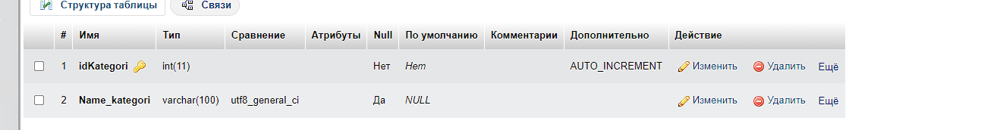 Структура таблицы Связи
# Имя Тип Сравнение Атрибуты Null По умолчанию Комментарии Дополнительно Действие
1 idKategori int(11) Нет Нет AUTO_INCREMENT Изменить Удалить Ещё
2 Name_kategori varchar(100) utf8_general_ci Да NULL Изменить Удалить Ещё